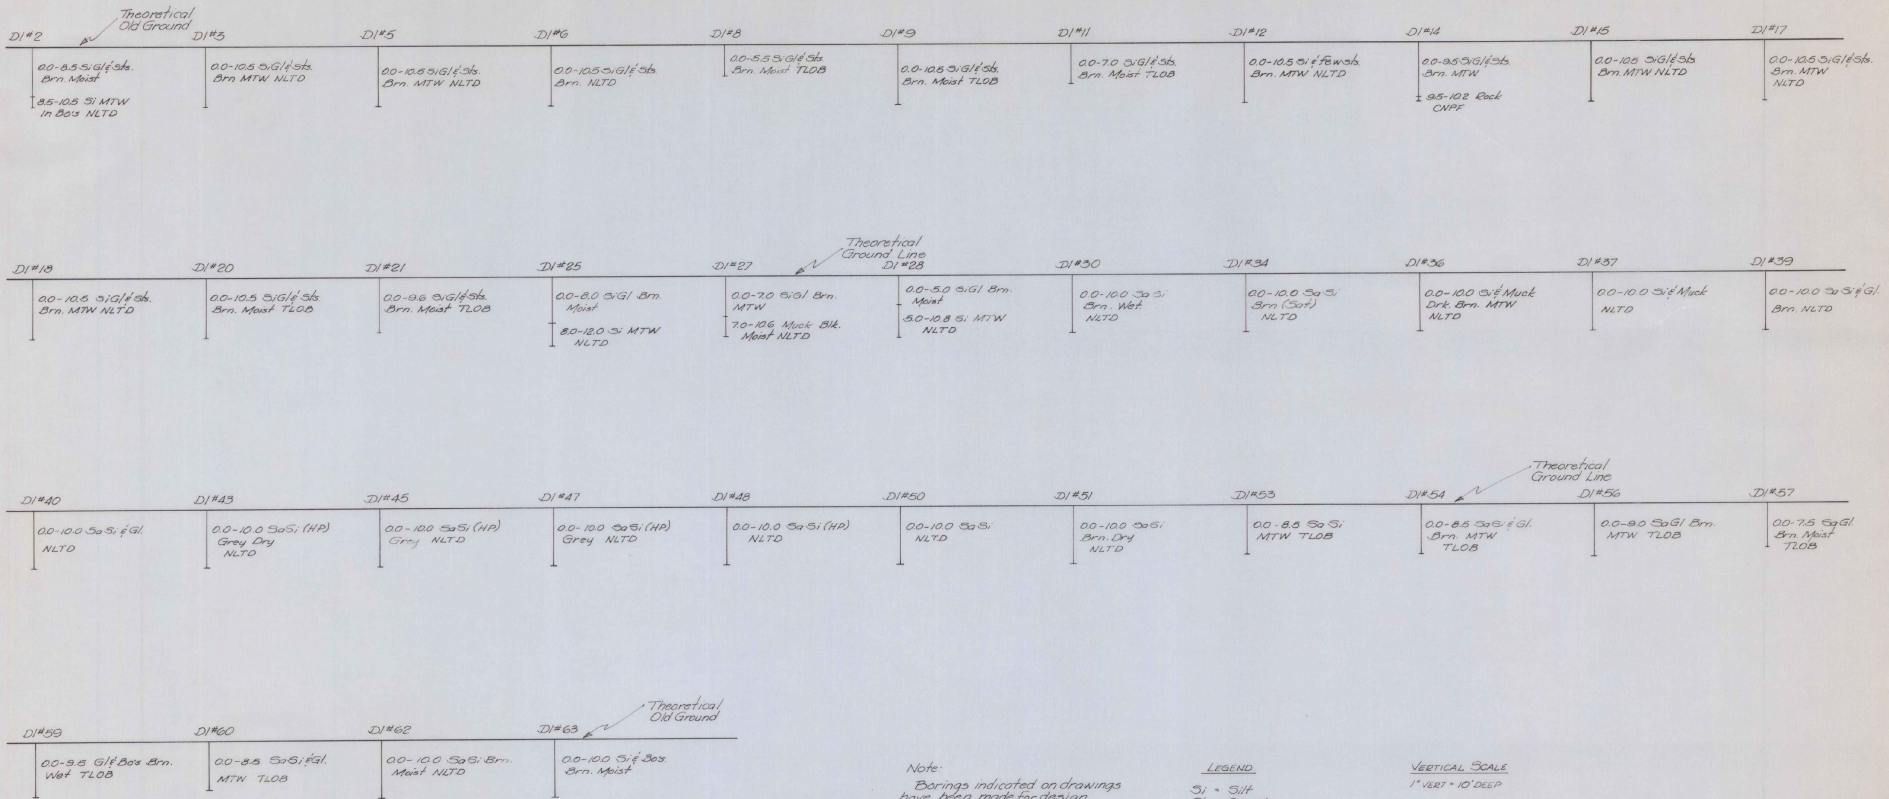 Theoretical
Old Ground
DI#2
DI#3
DI#5
DI#6
DI#8
DI#9
DI#11
DI#12
DI#14
DI#15
DI#17
0.0-8.5 SiGl & Sts.
Brn. Moist
8.5-10.5 Si MTW
In Bo's NLTD
0.0-10.5 SiGl & Sts.
Brn MTW NLTD
0.0-10.5 SiGl & Sts.
Brn. MTW NLTD
0.0-10.5 SiGl & Sts.
Brn. NLTD
0.0-5.5 SiGl & Sts.
Brn. Moist TLOB
0.0-10.5 SiGl & Sts.
Brn. Moist TLOB
0.0-7.0 SiGl & Sts.
Brn. Moist TLOB
0.0-10.5 Si & few sts.
Brn. MTW NLTD
0.0-9.5 SiGl & Sts.
Brn. MTW
9.5-10.2 Rock
CNPF
0.0-10.5 SiGl & Sts.
Brn. MTW NLTD
0.0-10.5 SiGl & Sts.
Brn. MTW
NLTD
Theoretical
Ground Line
DI#18
DI#20
DI#21
DI#25
DI#27
DI#28
DI#30
DI#34
DI#36
DI#37
DI#39
0.0-10.5 SiGl & Sts.
Brn. MTW NLTD
0.0-10.5 SiGl & Sts.
Brn. Moist TLOB
0.0-9.6 SiGl & Sts.
Brn. Moist TLOB
0.0-8.0 SiGl Brn.
Moist
8.0-12.0 Si MTW
NLTD
0.0-7.0 SiGl Brn.
MTW
7.0-10.6 Muck Blk.
Moist NLTD
0.0-5.0 SiGl Brn.
Moist
5.0-10.8 Si MTW
NLTD
0.0-10.0 SaSi
Brn. Wet.
NLTD
0.0-10.0 SaSi
Brn (Sat)
NLTD
0.0-10.0 Si & Muck
Drk. Brn. MTW
NLTD
0.0-10.0 Si & Muck
NLTD
0.0-10.0 SaSi & Gl.
Brn. NLTD
Theoretical
Ground Line
DI#40
DI#43
DI#45
DI#47
DI#48
DI#50
DI#51
DI#53
DI#54
DI#56
DI#57
0.0-10.0 SaSi & Gl.
NLTD
0.0-10.0 SaSi (HP)
Grey Dry
NLTD
0.0-10.0 SaSi (HP)
Grey NLTD
0.0-10.0 SaSi (HP)
Grey NLTD
0.0-10.0 SaSi (HP)
NLTD
0.0-10.0 SaSi
NLTD
0.0-10.0 SaSi
Brn. Dry
NLTD
0.0-8.5 SaSi
MTW TLOB
0.0-8.5 SaSi & Gl.
Brn. MTW
TLOB
0.0-9.0 SaGl Brn.
MTW TLOB
0.0-7.5 SaGl.
Brn. Moist
TLOB
Theoretical
Old Ground
DI#59
DI#60
DI#62
DI#63
0.0-9.5 Gl & Bo's Brn.
Wet TLOB
0.0-8.5 SaSi & Gl.
MTW TLOB
0.0-10.0 SaSi Brn.
Moist NLTD
0.0-10.0 Si & Bos.
Brn. Moist
Note:
Borings indicated on drawings
have been made for design
LEGEND
Si = Silt
VERTICAL SCALE
1" VERT = 10' DEEP